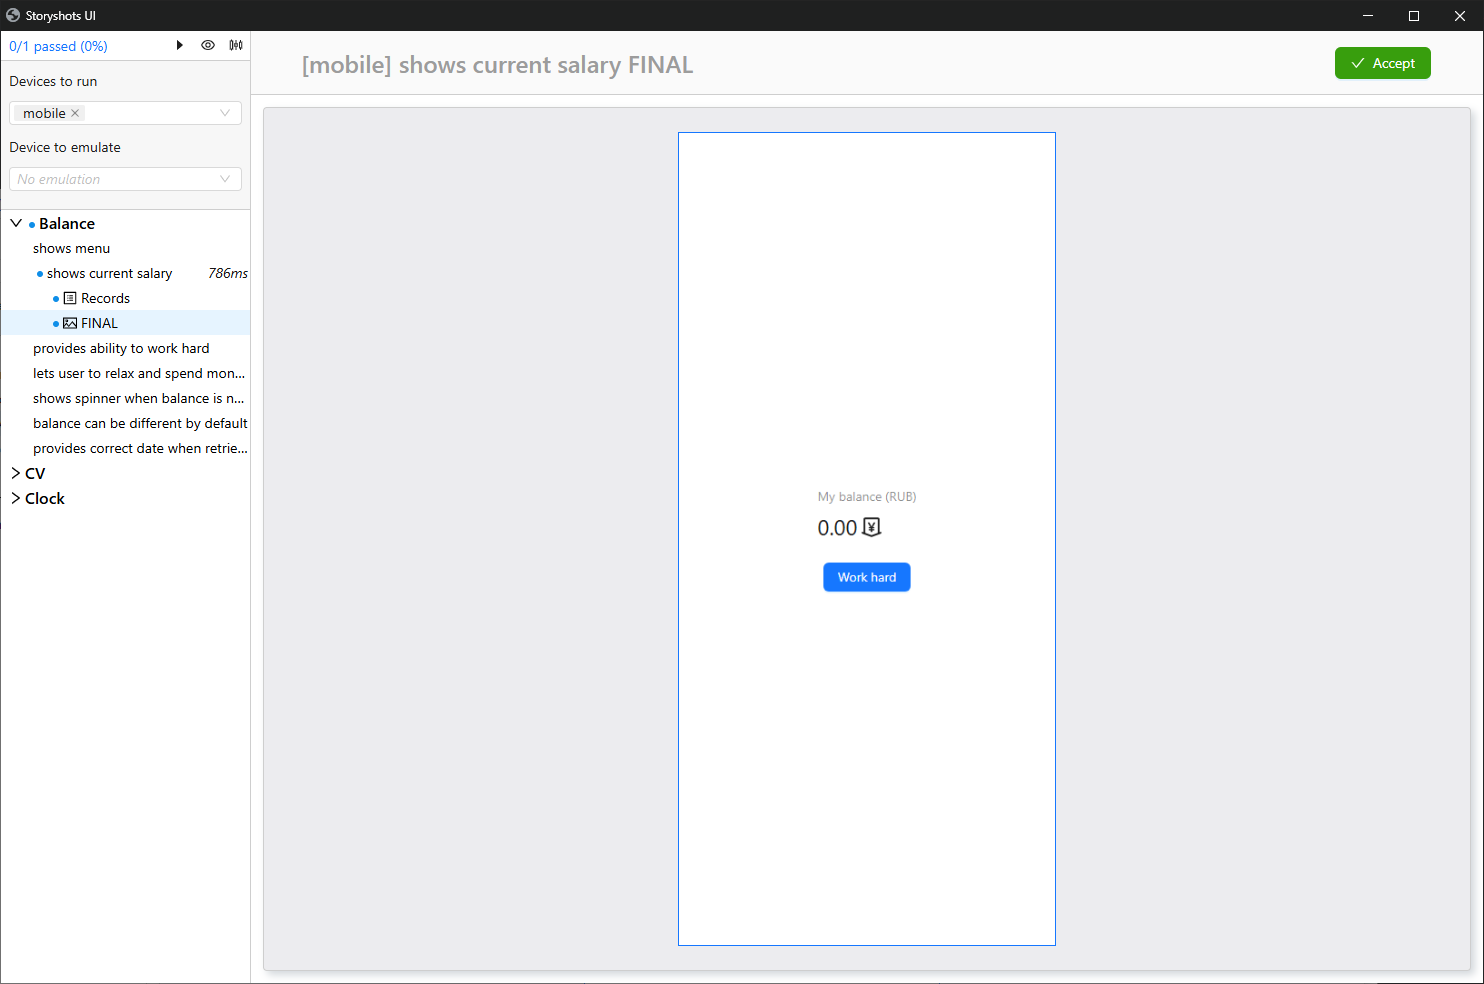 Storyshots UI
0/1 passed (0%)
Devices to run
mobile
Device to emulate
No emulation
Balance
shows menu
shows current salary 786ms
Records
FINAL
provides ability to work hard
lets user to relax and spend mon...
shows spinner when balance is n...
balance can be different by default
provides correct date when retrie...
CV
Clock
[mobile] shows current salary FINAL
Accept
My balance (RUB)
0.00
Work hard